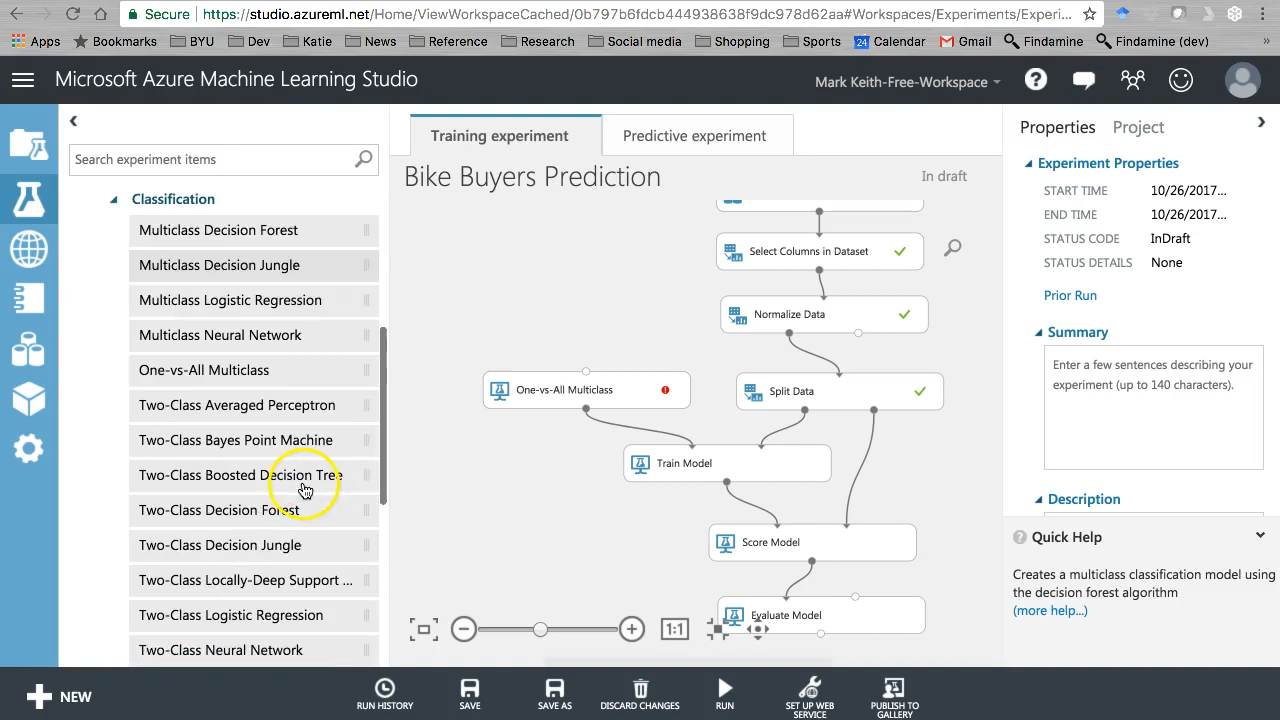 Secure
https://studio.azureml.net/Home/ViewWorkspaceCached/0b797b6fdcb444938638f9dc978d62aa#Workspaces/Experiments/Experi...
Apps Bookmarks BYU Dev Katie News Reference Research Social media Shopping Sports 24 Calendar Gmail Findamine Findamine (dev) »
Microsoft Azure Machine Learning Studio
Mark Keith-Free-Workspace
?
Search experiment items
Classification
Multiclass Decision Forest
Multiclass Decision Jungle
Multiclass Logistic Regression
Multiclass Neural Network
One-vs-All Multiclass
Two-Class Averaged Perceptron
Two-Class Bayes Point Machine
Two-Class Boosted Decision Tree
Two-Class Decision Forest
Two-Class Decision Jungle
Two-Class Locally-Deep Support ...
Two-Class Logistic Regression
Two-Class Neural Network
Training experiment
Predictive experiment
Bike Buyers Prediction
In draft
Select Columns in Dataset
Normalize Data
One-vs-All Multiclass
Split Data
Train Model
Score Model
Evaluate Model
1:1
Properties Project
Experiment Properties
START TIME 10/26/2017...
END TIME 10/26/2017...
STATUS CODE InDraft
STATUS DETAILS None
Prior Run
Summary
Enter a few sentences describing your
experiment (up to 140 characters).
Description
? Quick Help
Creates a multiclass classification model using
the decision forest algorithm
(more help...)
NEW
RUN HISTORY
SAVE
SAVE AS
DISCARD CHANGES
RUN
SET UP WEB
SERVICE
PUBLISH TO
GALLERY